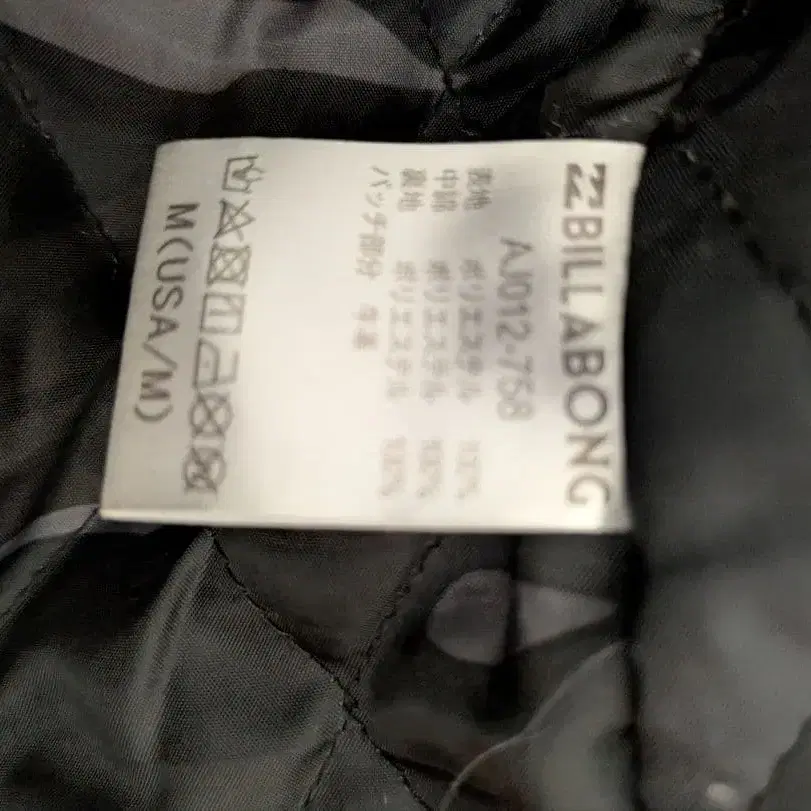 BILLABONG
AJ012-758
表地 ポリエステル 100%
中綿 ポリエステル 100%
裏地 ポリエステル 100%
パッチ部分 牛革
M(USA/M)